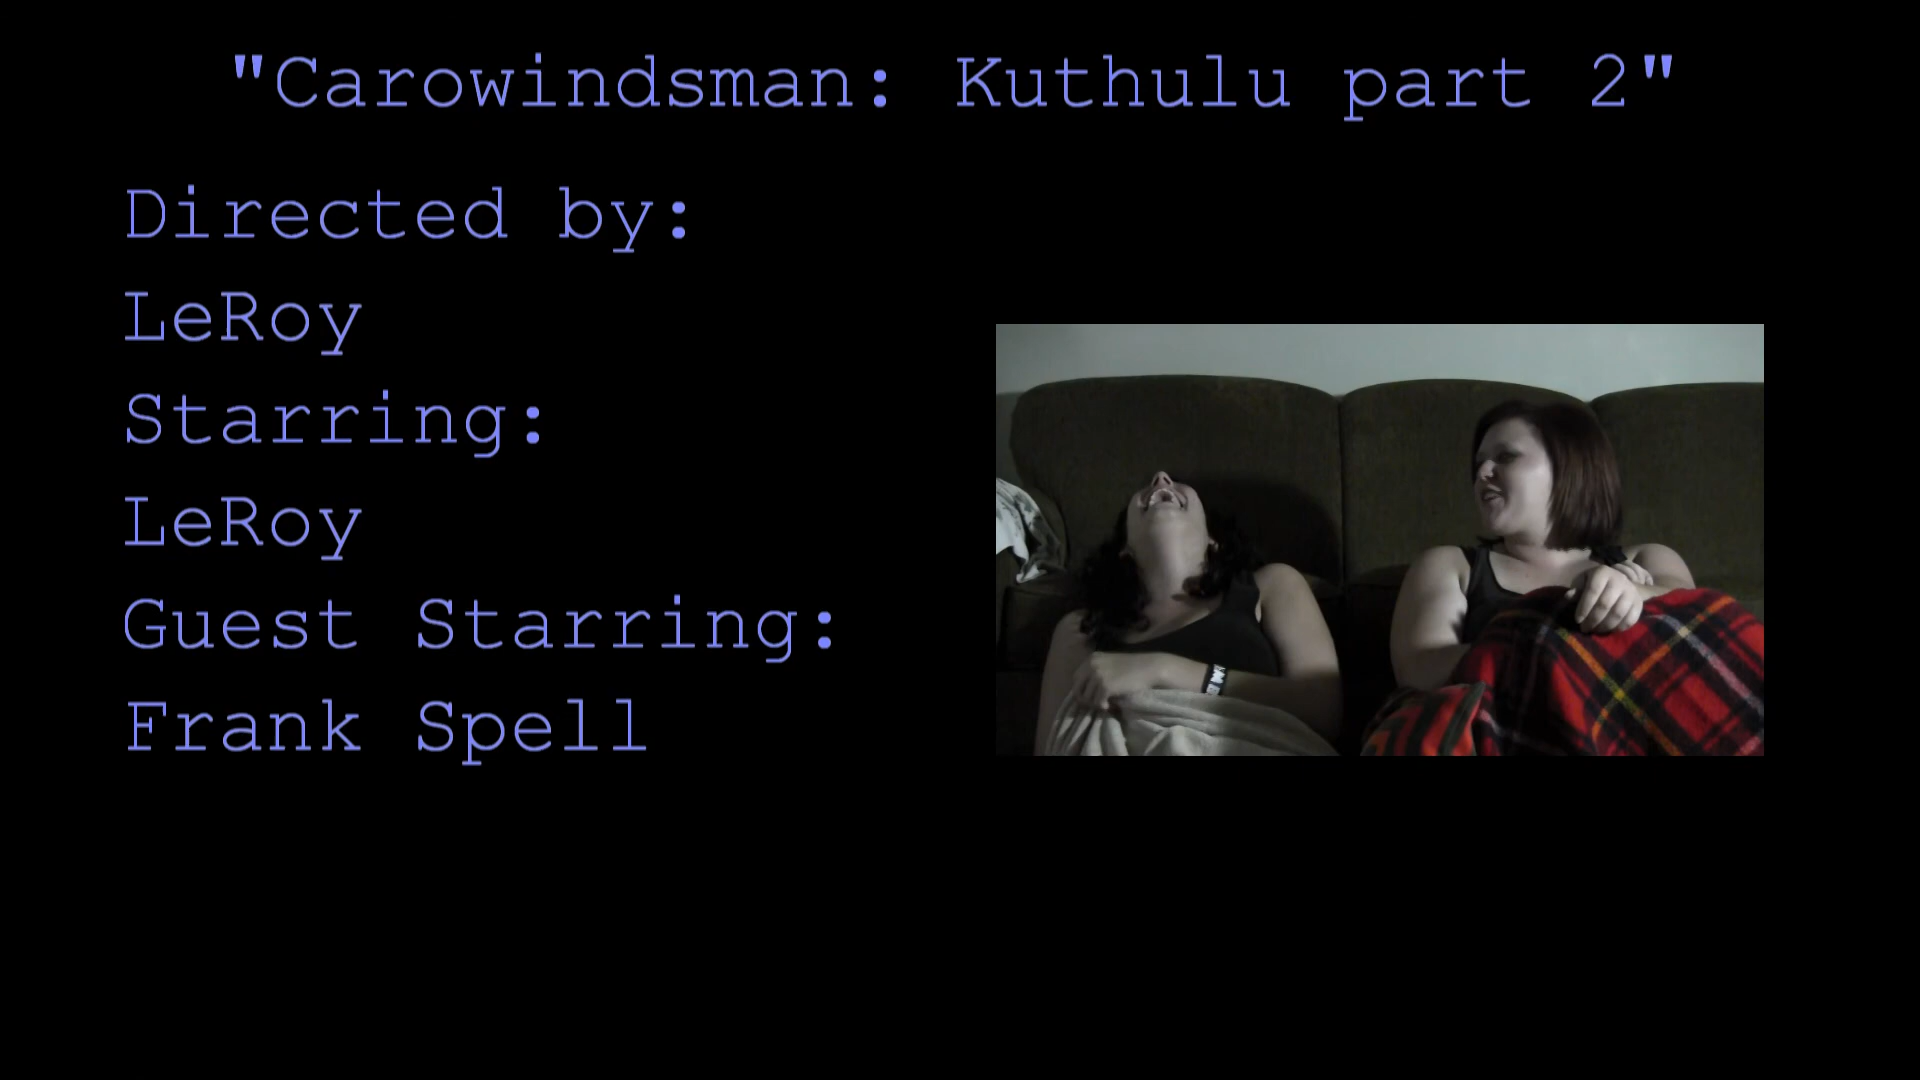 "Carowindsman: Kuthulu part 2"
Directed by:
LeRoy
Starring:
LeRoy
Guest Starring:
Frank Spell